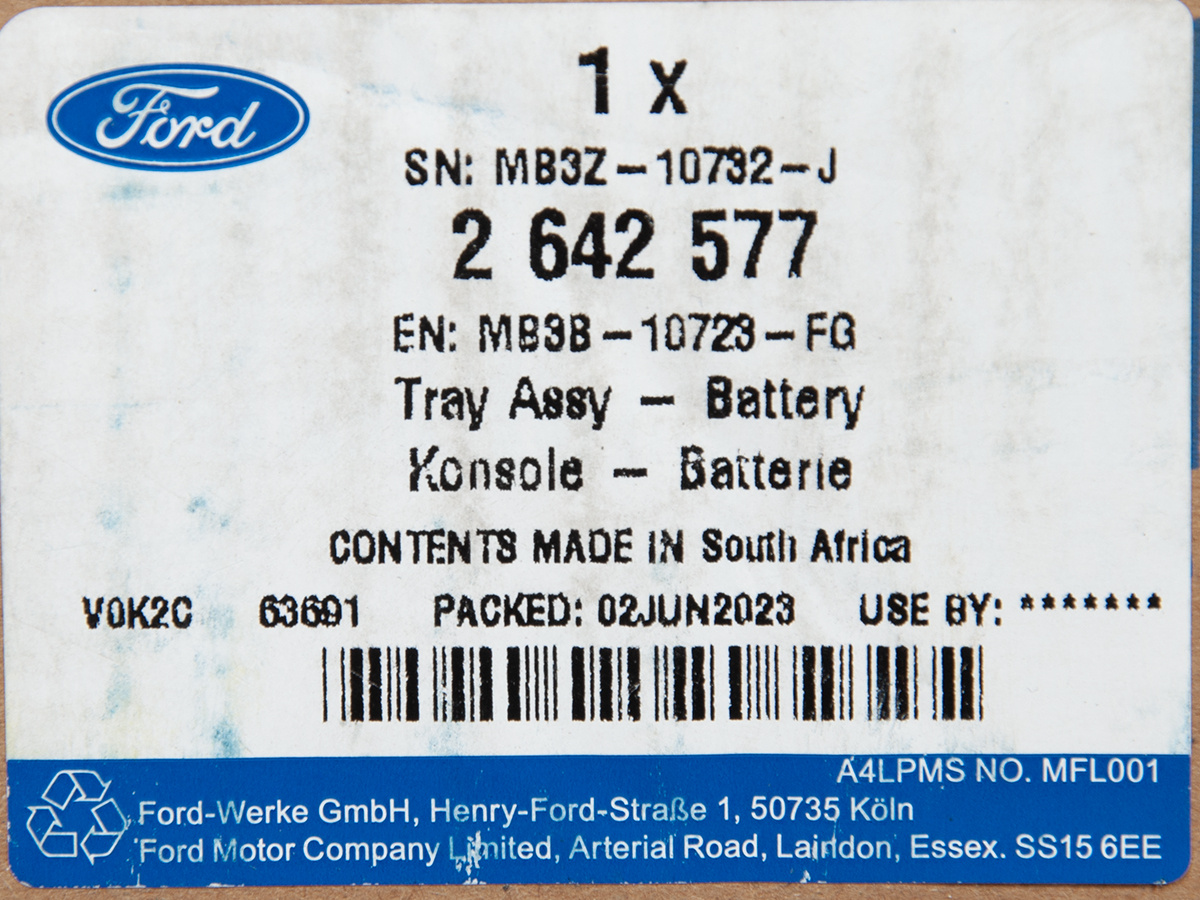 Ford
1 x
SN: MB3Z-10732-J
2 642 577
EN: MB3B-10723-FG
Tray Assy - Battery
Konsole - Batterie
CONTENTS MADE IN South Africa
V0K2C 63691 PACKED: 02JUN2023 USE BY: *******
A4LPMS NO. MFL001
Ford-Werke GmbH, Henry-Ford-Straße 1, 50735 Köln
Ford Motor Company Limited, Arterial Road, Laindon, Essex. SS15 6EE